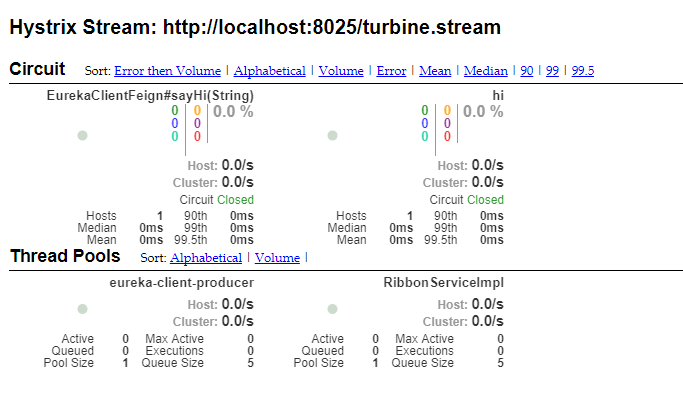 Hystrix Stream: http://localhost:8025/turbine.stream
Circuit Sort: Error then Volume | Alphabetical | Volume | Error | Mean | Median | 90 | 99 | 99.5
EurekaClientFeign#sayHi(String) hi
0 0 0.0 % 0 0 0.0 %
0 0 0 0
0 0 0 0
Host: 0.0/s Host: 0.0/s
Cluster: 0.0/s Cluster: 0.0/s
Circuit Closed Circuit Closed
Hosts 1 90th 0ms Hosts 1 90th 0ms
Median 0ms 99th 0ms Median 0ms 99th 0ms
Mean 0ms 99.5th 0ms Mean 0ms 99.5th 0ms
Thread Pools Sort: Alphabetical | Volume |
eureka-client-producer RibbonServiceImpl
Host: 0.0/s Host: 0.0/s
Cluster: 0.0/s Cluster: 0.0/s
Active 0 Max Active 0 Active 0 Max Active 0
Queued 0 Executions 0 Queued 0 Executions 0
Pool Size 1 Queue Size 5 Pool Size 1 Queue Size 5